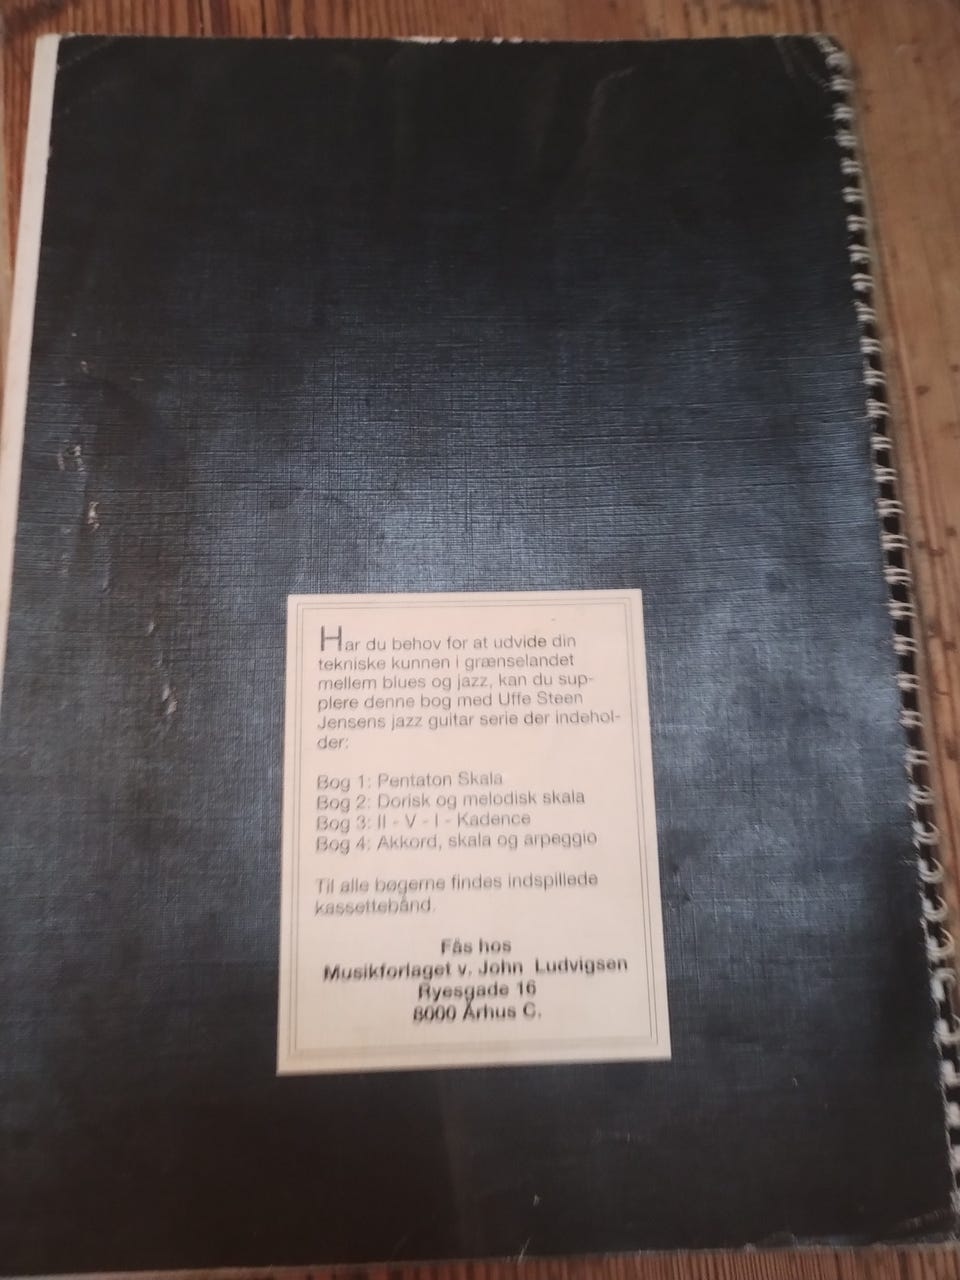 Har du behov for at udvide din
tekniske kunnen i grænselandet
mellem blues og jazz, kan du sup-
plere denne bog med Uffe Steen
Jensens jazz guitar serie der indehol-
der:
Bog 1: Pentaton Skala
Bog 2: Dorisk og melodisk skala
Bog 3: II - V - I - Kadence
Bog 4: Akkord, skala og arpeggio
Til alle bøgerne findes indspillede
kassettebånd.
Fås hos
Musikforlaget v. John Ludvigsen
Ryesgade 16
8000 Århus C.